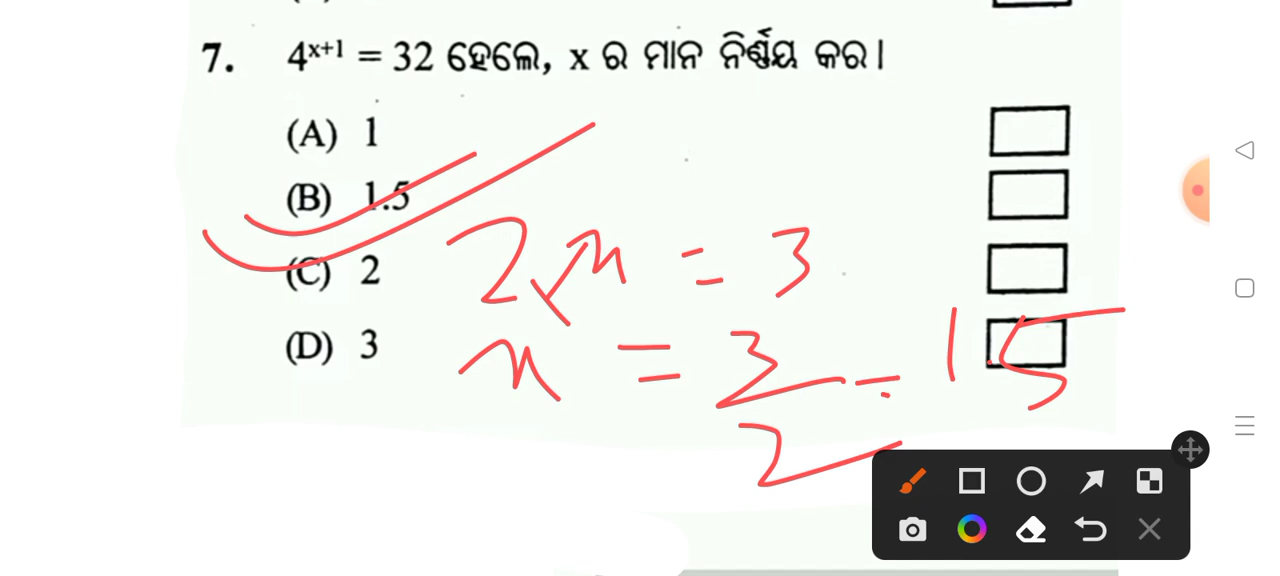 7. 4^{x+1} = 32 ହେଲେ, x ର ମାନ ନିର୍ଣ୍ଣୟ କର।
(A) 1
(B) 1.5
(C) 2
(D) 3
2x = 3
x = 3/2 = 1.5